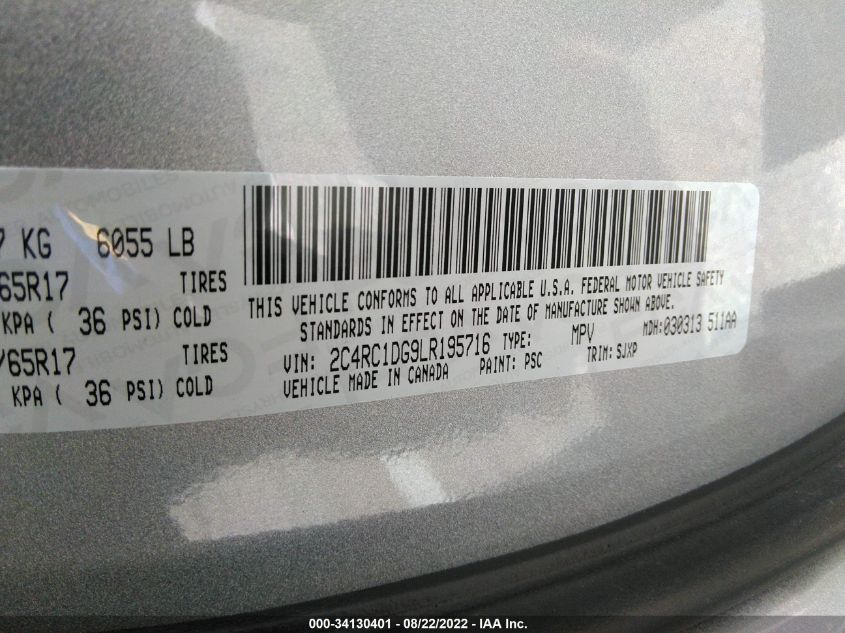 7 KG 6055 LB
65R17 TIRES
KPA ( 36 PSI) COLD
/65R17 TIRES
KPA ( 36 PSI) COLD
THIS VEHICLE CONFORMS TO ALL APPLICABLE U.S.A. FEDERAL MOTOR VEHICLE SAFETY
STANDARDS IN EFFECT ON THE DATE OF MANUFACTURE SHOWN ABOVE.
VIN: 2C4RC1DG9LR195716 TYPE: MPV MDH:030313 511AA
VEHICLE MADE IN CANADA PAINT: PSC TRIM: SJXP
000-34130401 - 08/22/2022 - IAA Inc.